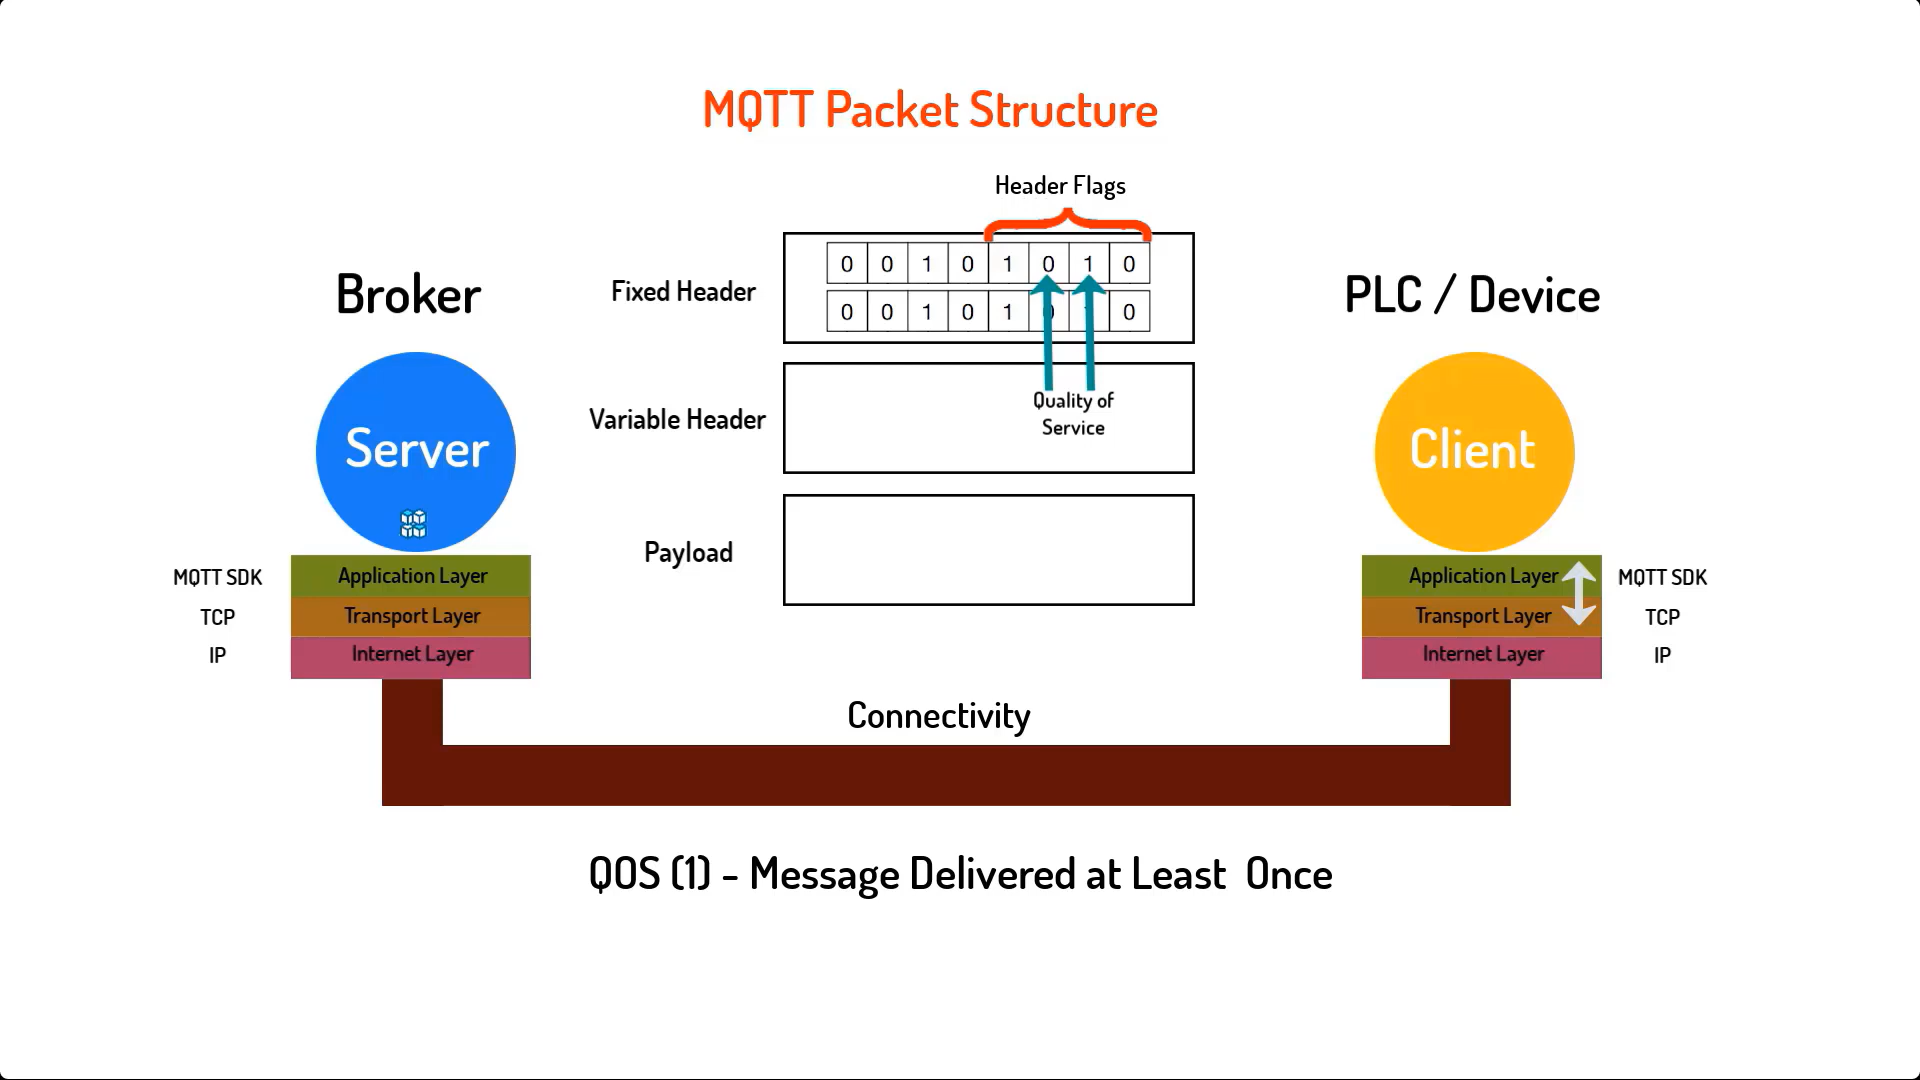 MQTT Packet Structure
Header Flags
Fixed Header
0 0 1 0 1 0 1 0
0 0 1 0 1 0
Broker
PLC / Device
Variable Header
Quality of
Service
Server
Client
Payload
MQTT SDK
Application Layer
TCP
Transport Layer
IP
Internet Layer
Application Layer
MQTT SDK
Transport Layer
TCP
Internet Layer
IP
Connectivity
QOS (1) - Message Delivered at Least Once